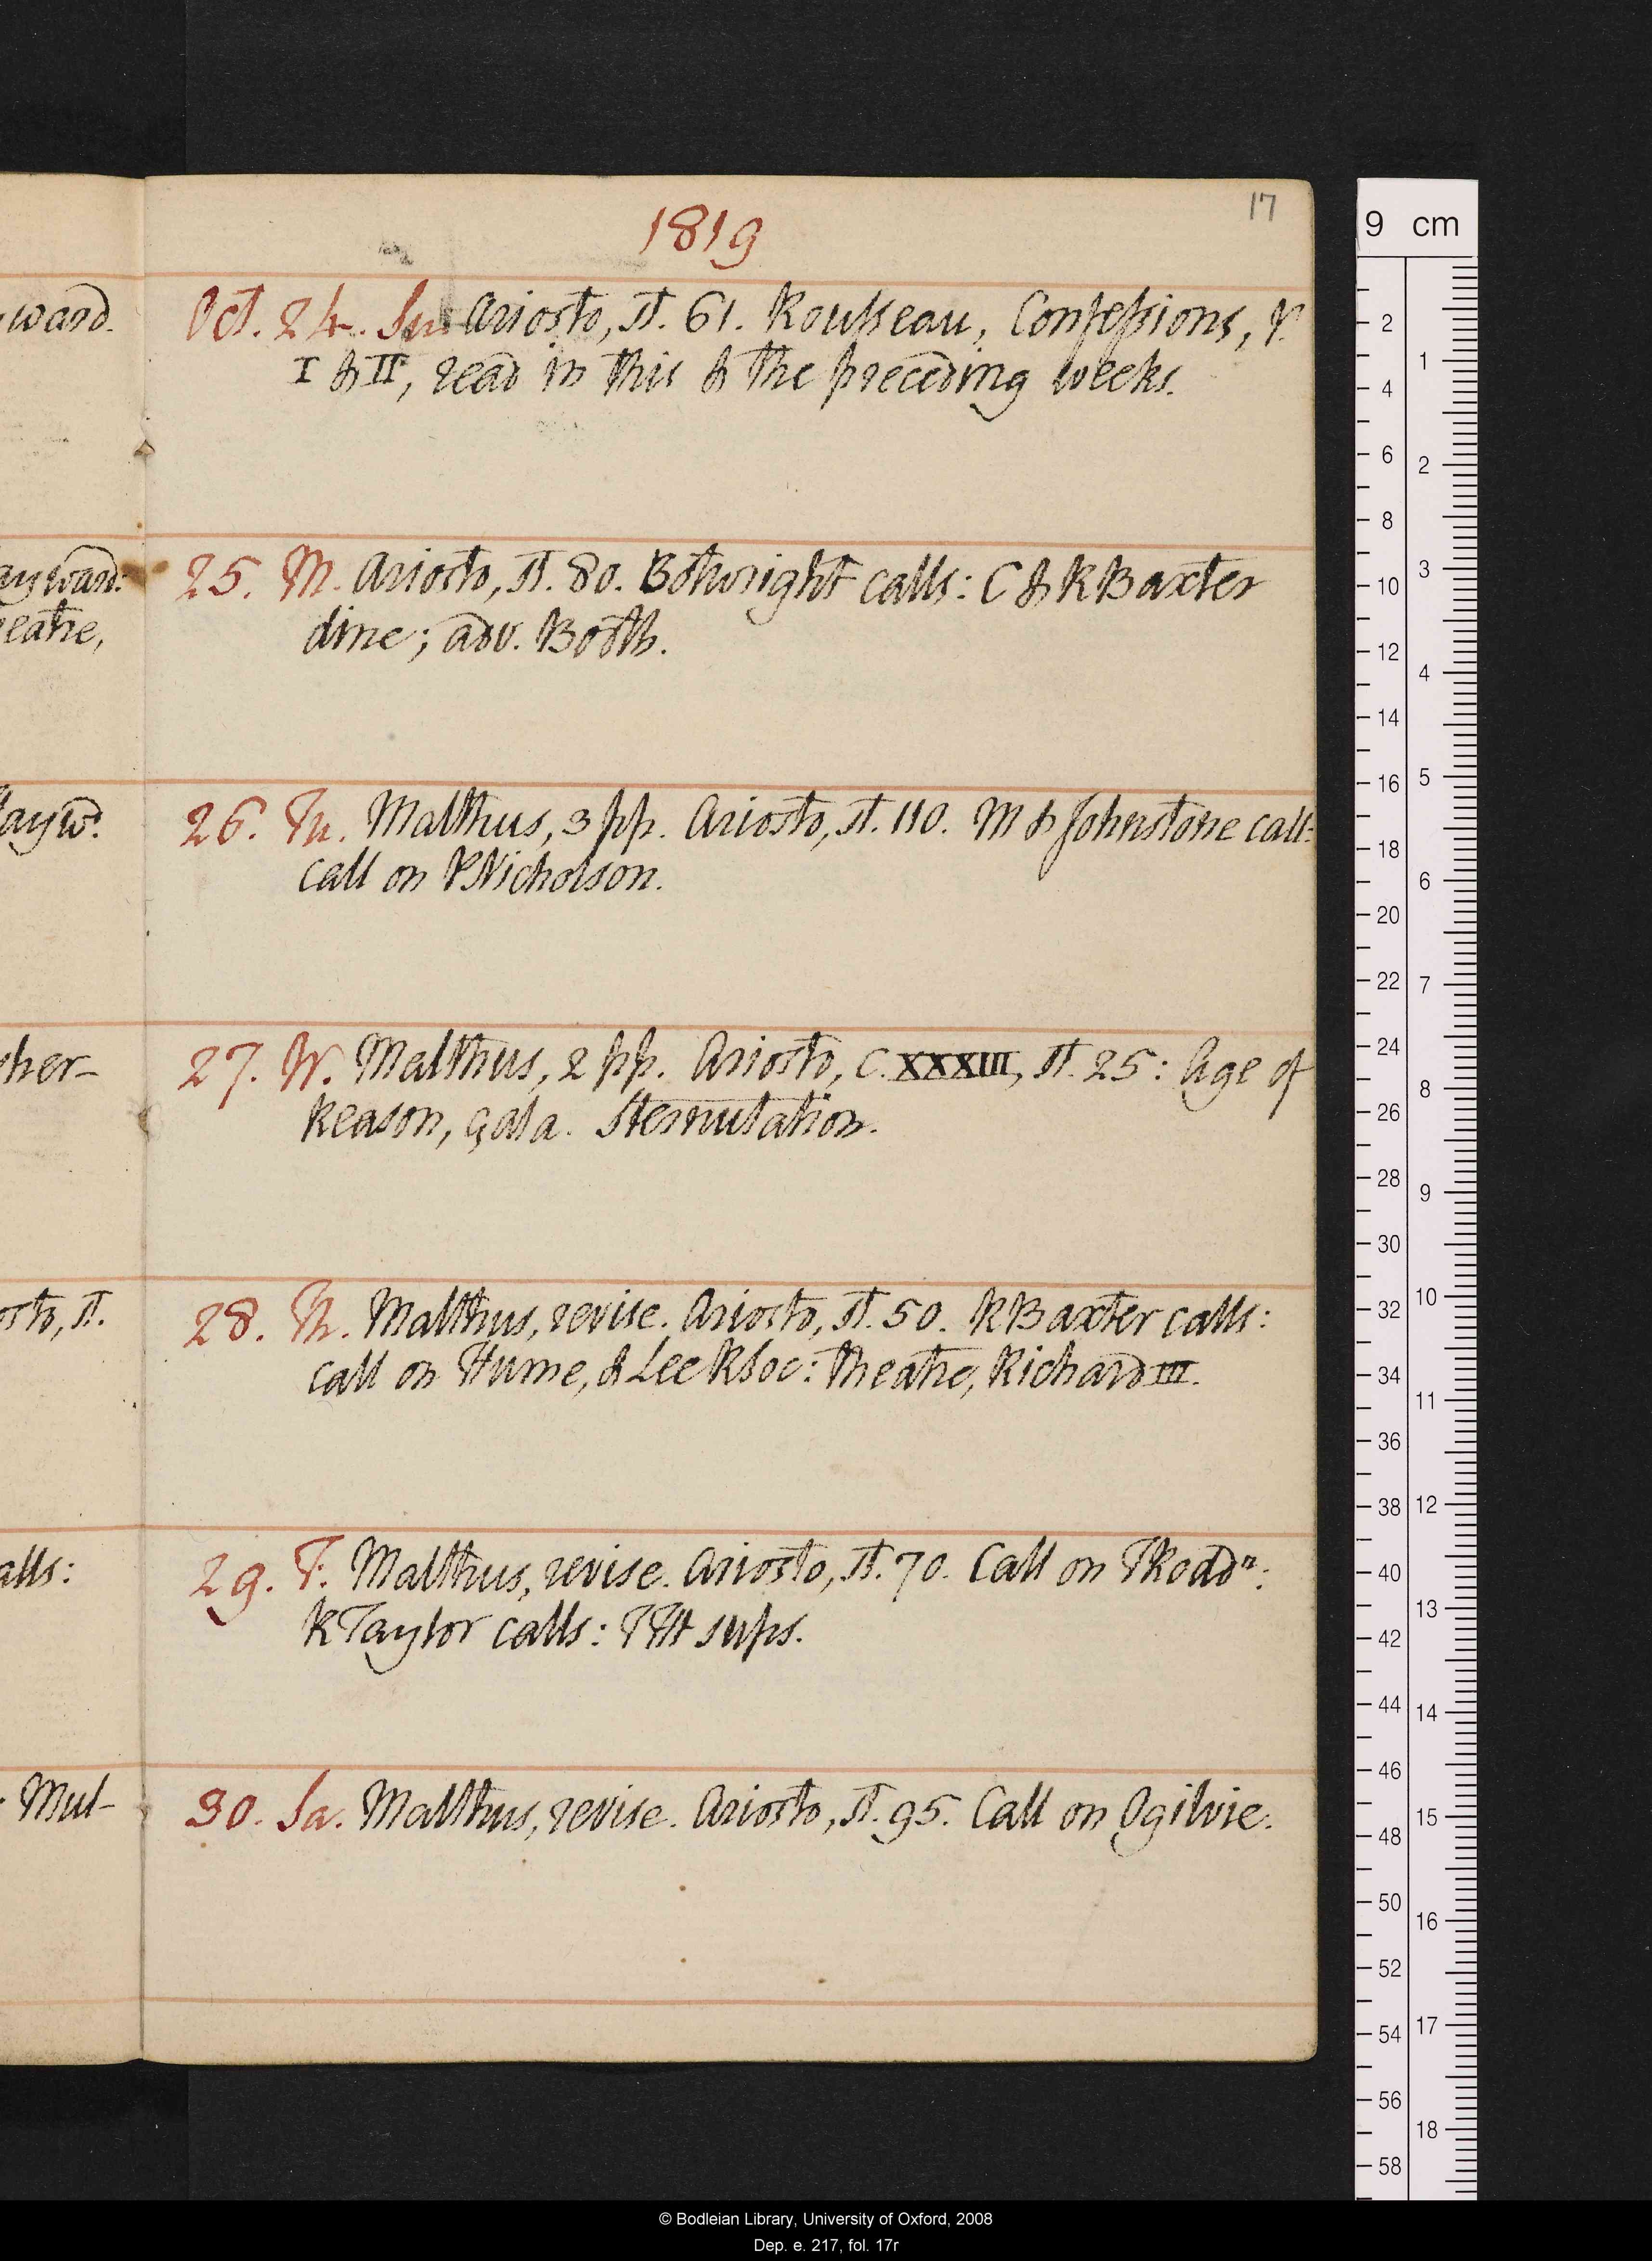 17
1819
ward.
Oct. 24. Su. Ariosto, st. 61. Rousseau, Confessions, P.
I & II, read in this & the preceding weeks.
ayward:
eatre,
25. M. Ariosto, st. 80. Botwright calls: C & R Baxter
dine; adv. Both.
ayw.
26. Tu. Malthus, 3 pp. Ariosto, st. 110. M & Johnstone call:
call on P Nicholson.
her-
27. W. Malthus, 2 pp. Ariosto, C. XXXIII, st. 25: Age of
Reason, çala. Sternutation.
osto, st.
28. Th. Malthus, revise. Ariosto, st. 50. R Baxter calls:
call on Hume, & Lee R Soc: theatre, Richard III.
alls:
29. F. Malthus, revise. Ariosto, st. 70. Call on T Rodd n:
R Taylor calls: TTH sups.
Mul-
30. Sa. Malthus, revise. Ariosto, st. 95. Call on Ogilvie.
9 cm
2
4
6
8
10
12
14
16
18
20
22
24
26
28
30
32
34
36
38
40
42
44
46
48
50
52
54
56
58
1
2
3
4
5
6
7
8
9
10
11
12
13
14
15
16
17
18
© Bodleian Library, University of Oxford, 2008
Dep. e. 217, fol. 17r